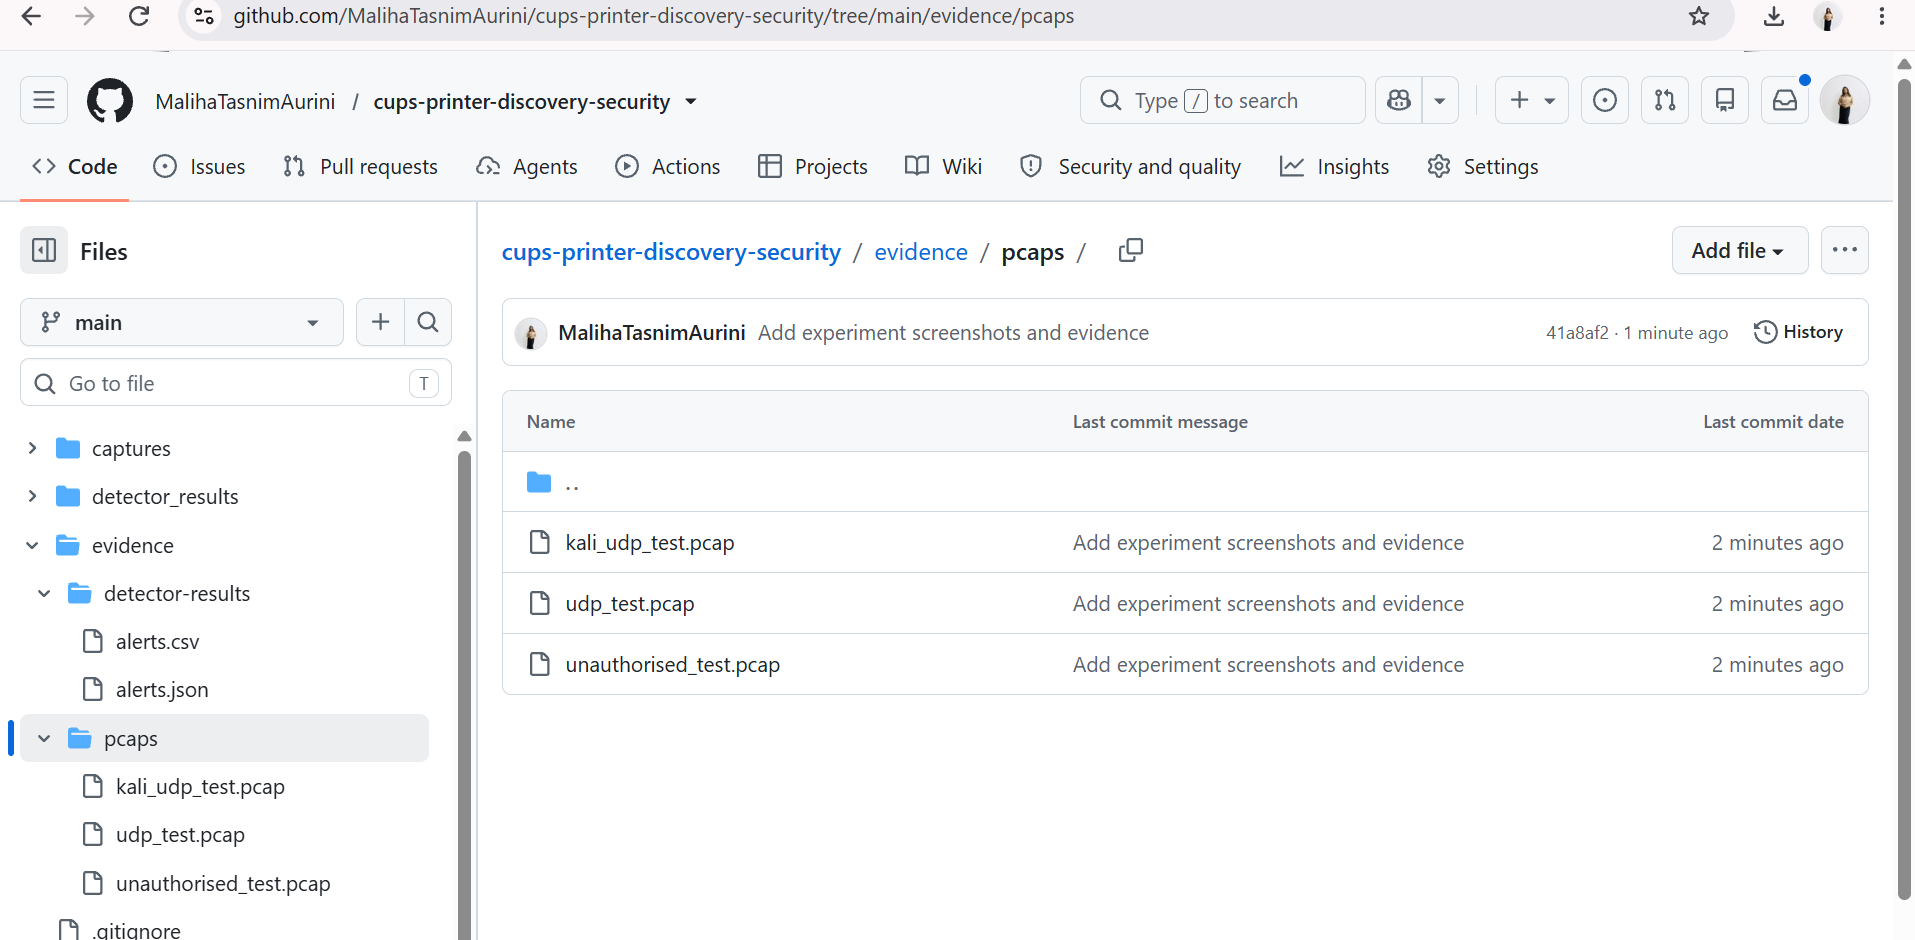 github.com/MalihaTasnimAurini/cups-printer-discovery-security/tree/main/evidence/pcaps
MalihaTasnimAurini / cups-printer-discovery-security
Type / to search
Code Issues Pull requests Agents Actions Projects Wiki Security and quality Insights Settings
Files
main
Go to file T
captures
detector_results
evidence
detector-results
alerts.csv
alerts.json
pcaps
kali_udp_test.pcap
udp_test.pcap
unauthorised_test.pcap
.gitignore
cups-printer-discovery-security / evidence / pcaps /
Add file
MalihaTasnimAurini Add experiment screenshots and evidence 41a8af2 · 1 minute ago History
Name Last commit message Last commit date
..
kali_udp_test.pcap Add experiment screenshots and evidence 2 minutes ago
udp_test.pcap Add experiment screenshots and evidence 2 minutes ago
unauthorised_test.pcap Add experiment screenshots and evidence 2 minutes ago